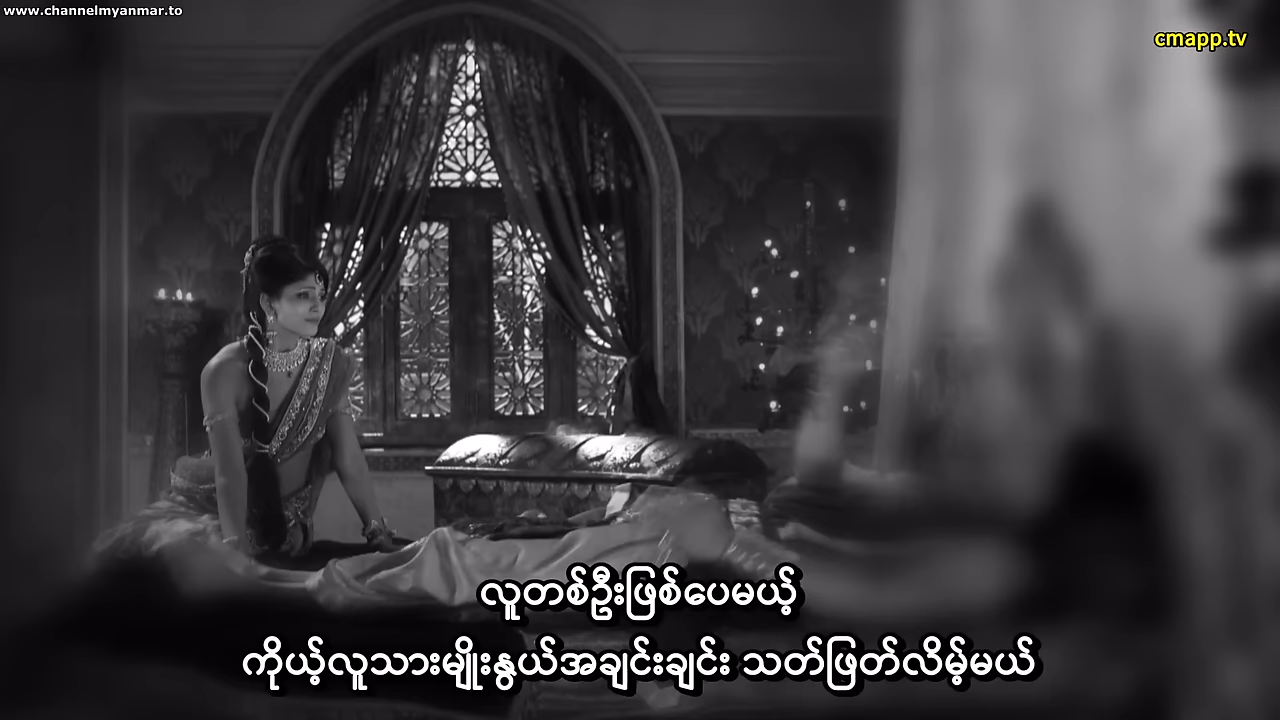 www.channelmyanmar.to
cmapp.tv
လူတစ်ဦးဖြစ်ပေမယ့်
ကိုယ့်လူသားမျိုးနွယ်အချင်းချင်း သတ်ဖြတ်လိမ့်မယ်